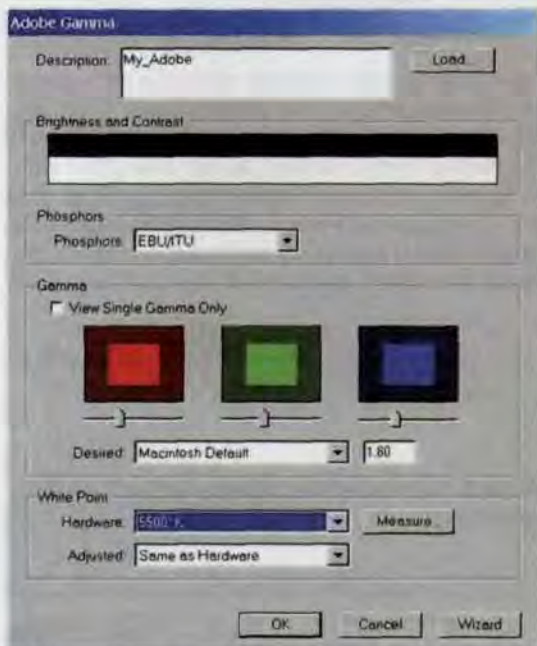 Adobe Gamma
Description: My_Adobe
Load...
Brightness and Contrast
Phosphors
Phosphors: EBU/ITU
Gamma
View Single Gamma Only
Desired: Macintosh Default 1.80
White Point
Hardware: 5500°K
Measure...
Adjusted: Same as Hardware
OK Cancel Wizard